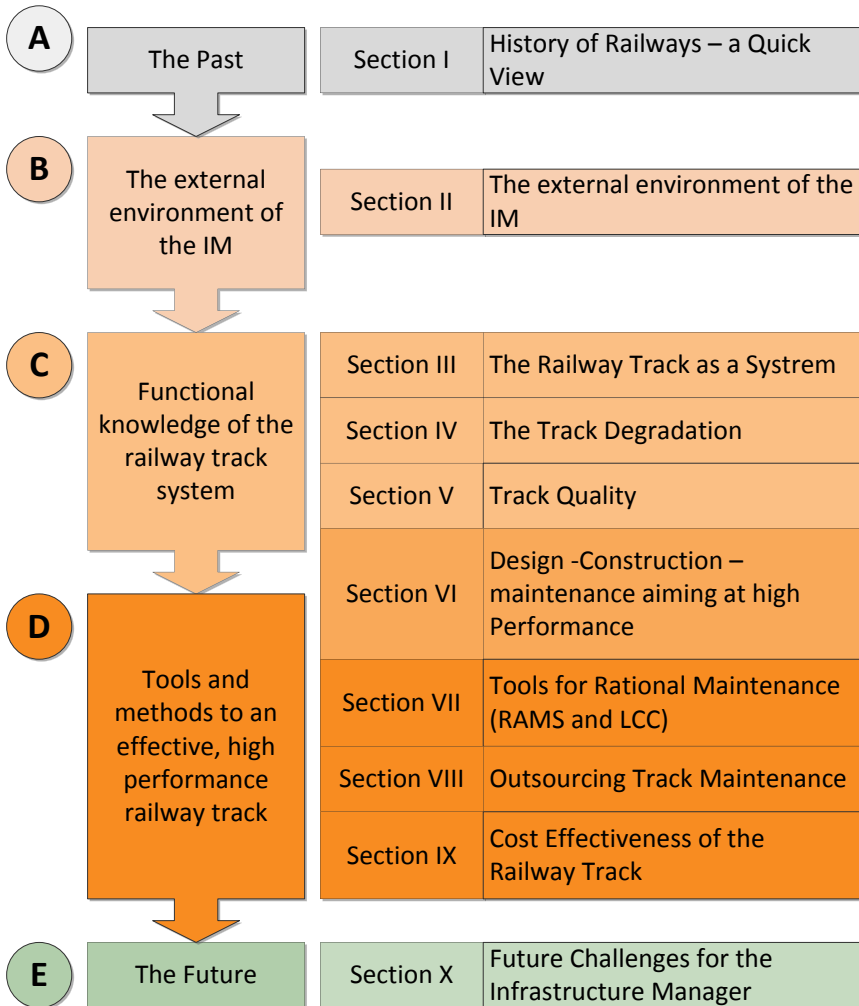 A
The Past
Section I
History of Railways – a Quick
View
B
The external
environment of
the IM
Section II
The external environment of the
IM
C
Functional
knowledge of the
railway track
system
Section III
The Railway Track as a Systrem
Section IV
The Track Degradation
Section V
Track Quality
Section VI
Design -Construction –
maintenance aiming at high
Performance
D
Tools and
methods to an
effective, high
performance
railway track
Section VII
Tools for Rational Maintenance
(RAMS and LCC)
Section VIII
Outsourcing Track Maintenance
Section IX
Cost Effectiveness of the
Railway Track
E
The Future
Section X
Future Challenges for the
Infrastructure Manager